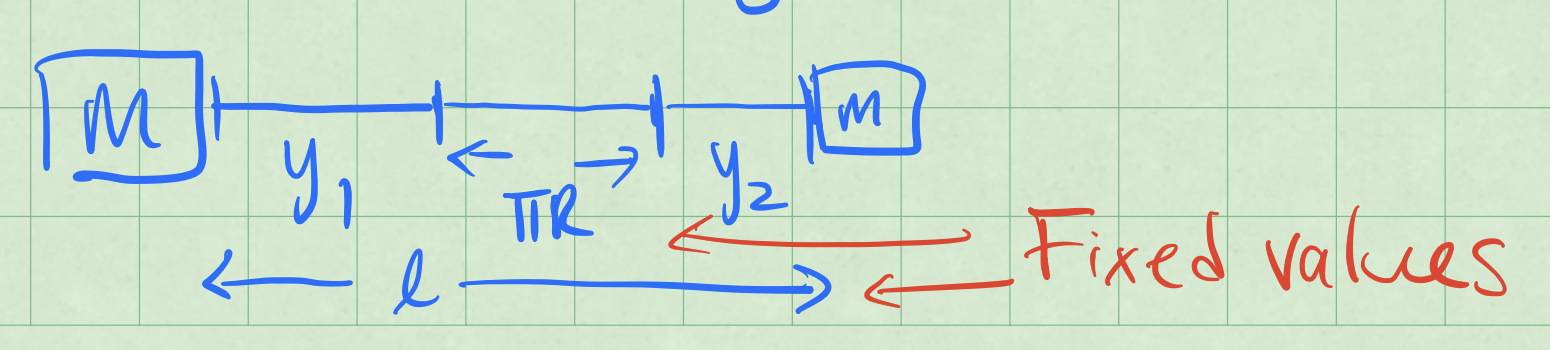 M m
y₁ πR y₂
l Fixed values